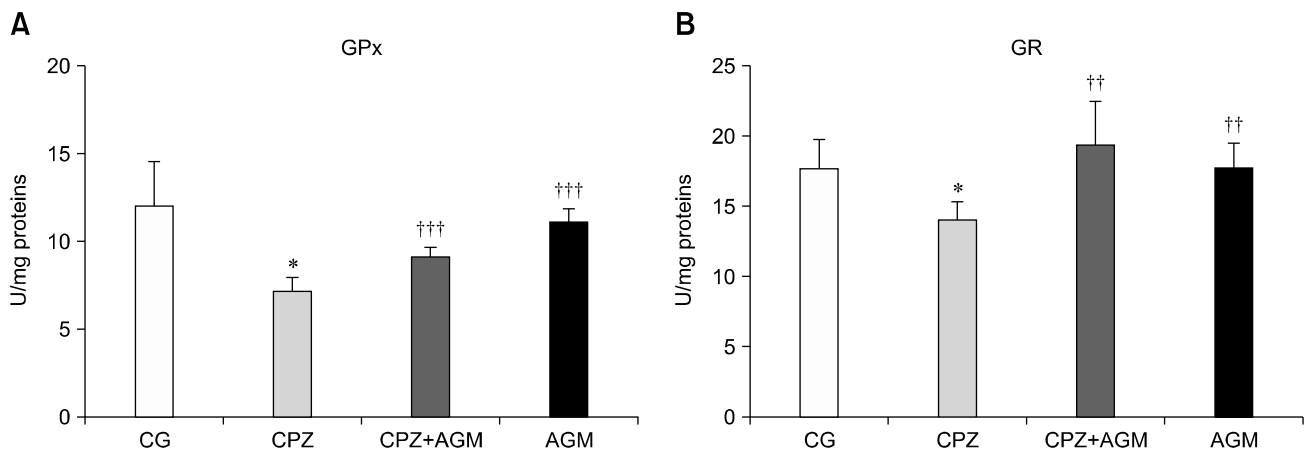 A
GPx
U/mg proteins
20
15
10
5
0
*
†††
†††
CG
CPZ
CPZ+AGM
AGM
B
GR
U/mg proteins
25
20
15
10
5
0
*
††
††
CG
CPZ
CPZ+AGM
AGM